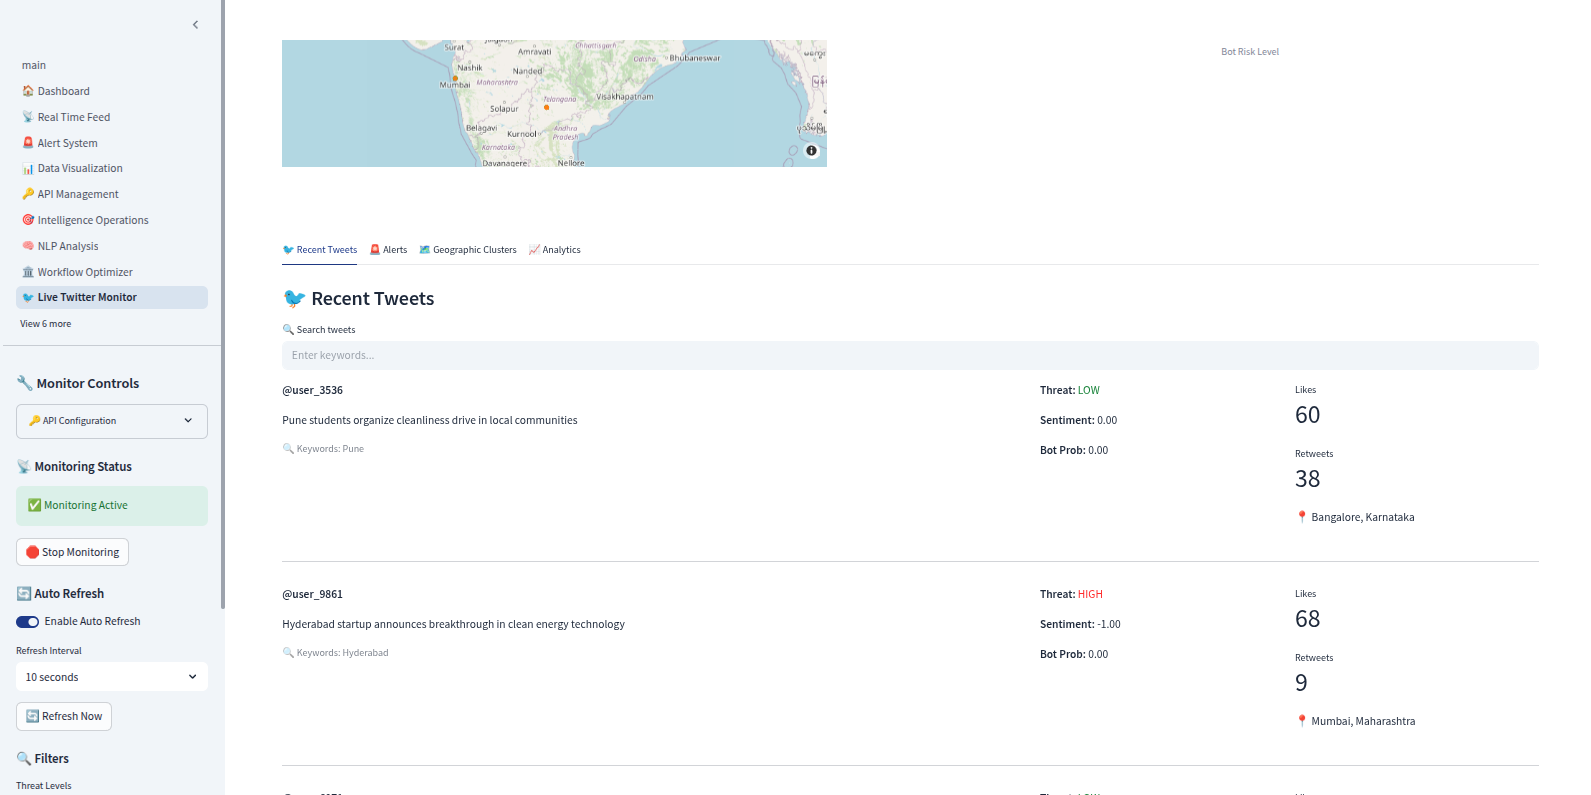 main
Dashboard
Real Time Feed
Alert System
Data Visualization
API Management
Intelligence Operations
NLP Analysis
Workflow Optimizer
Live Twitter Monitor
View 6 more
Monitor Controls
API Configuration
Monitoring Status
Monitoring Active
Stop Monitoring
Auto Refresh
Enable Auto Refresh
Refresh Interval
10 seconds
Refresh Now
Filters
Threat Levels
Surat
Amravati
Chhattisgarh
Odisha
Bhubaneswar
Nashik
Nanded
Mumbai
Maharashtra
Telangana
Visakhapatnam
Solapur
Belagavi
Kurnool
Andhra
Pradesh
Karnataka
Davanagere
Nellore
Bot Risk Level
Recent Tweets Alerts Geographic Clusters Analytics
Recent Tweets
Search tweets
Enter keywords...
@user_3536
Pune students organize cleanliness drive in local communities
Keywords: Pune
Threat: LOW
Sentiment: 0.00
Bot Prob: 0.00
Likes
60
Retweets
38
Bangalore, Karnataka
@user_9861
Hyderabad startup announces breakthrough in clean energy technology
Keywords: Hyderabad
Threat: HIGH
Sentiment: -1.00
Bot Prob: 0.00
Likes
68
Retweets
9
Mumbai, Maharashtra